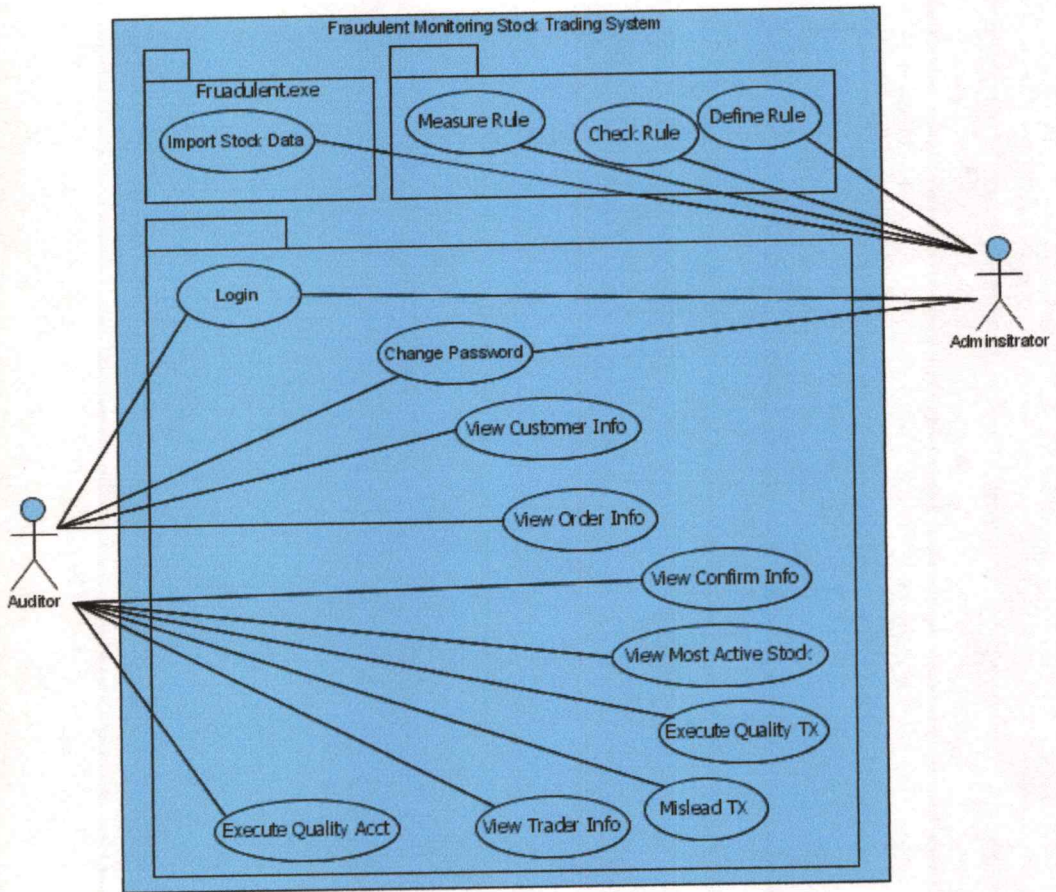 Fraudulent Monitoring Stock Trading System
Fruadulent.exe
Import Stock Data
Measure Rule
Check Rule
Define Rule
Login
Change Password
Adminsitrator
View Customer Info
View Order Info
Auditor
View Confirm Info
View Most Active Stock
Execute Quality TX
Mislead TX
View Trader Info
Execute Quality Acct